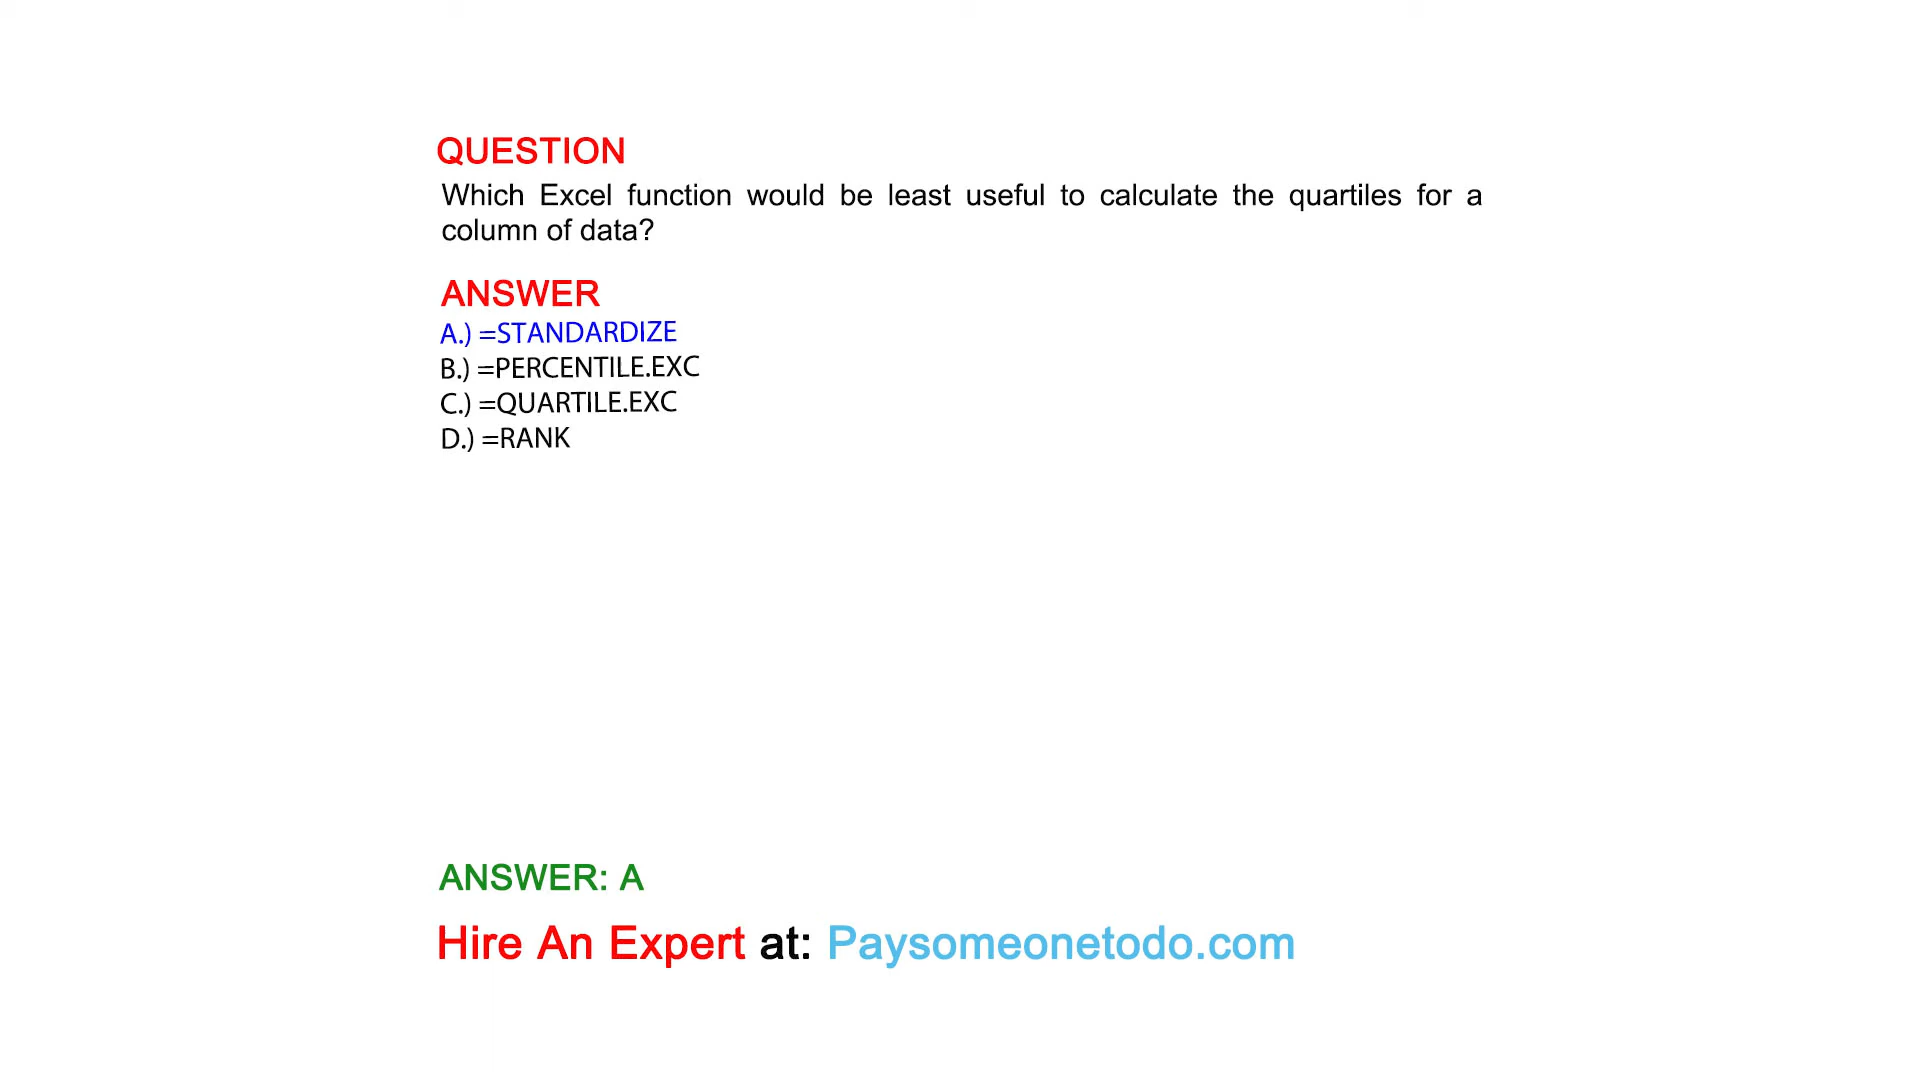 QUESTION
Which Excel function would be least useful to calculate the quartiles for a
column of data?
ANSWER
A.) =STANDARDIZE
B.) =PERCENTILE.EXC
C.) =QUARTILE.EXC
D.) =RANK
ANSWER: A
Hire An Expert at: Paysomeonetodo.com